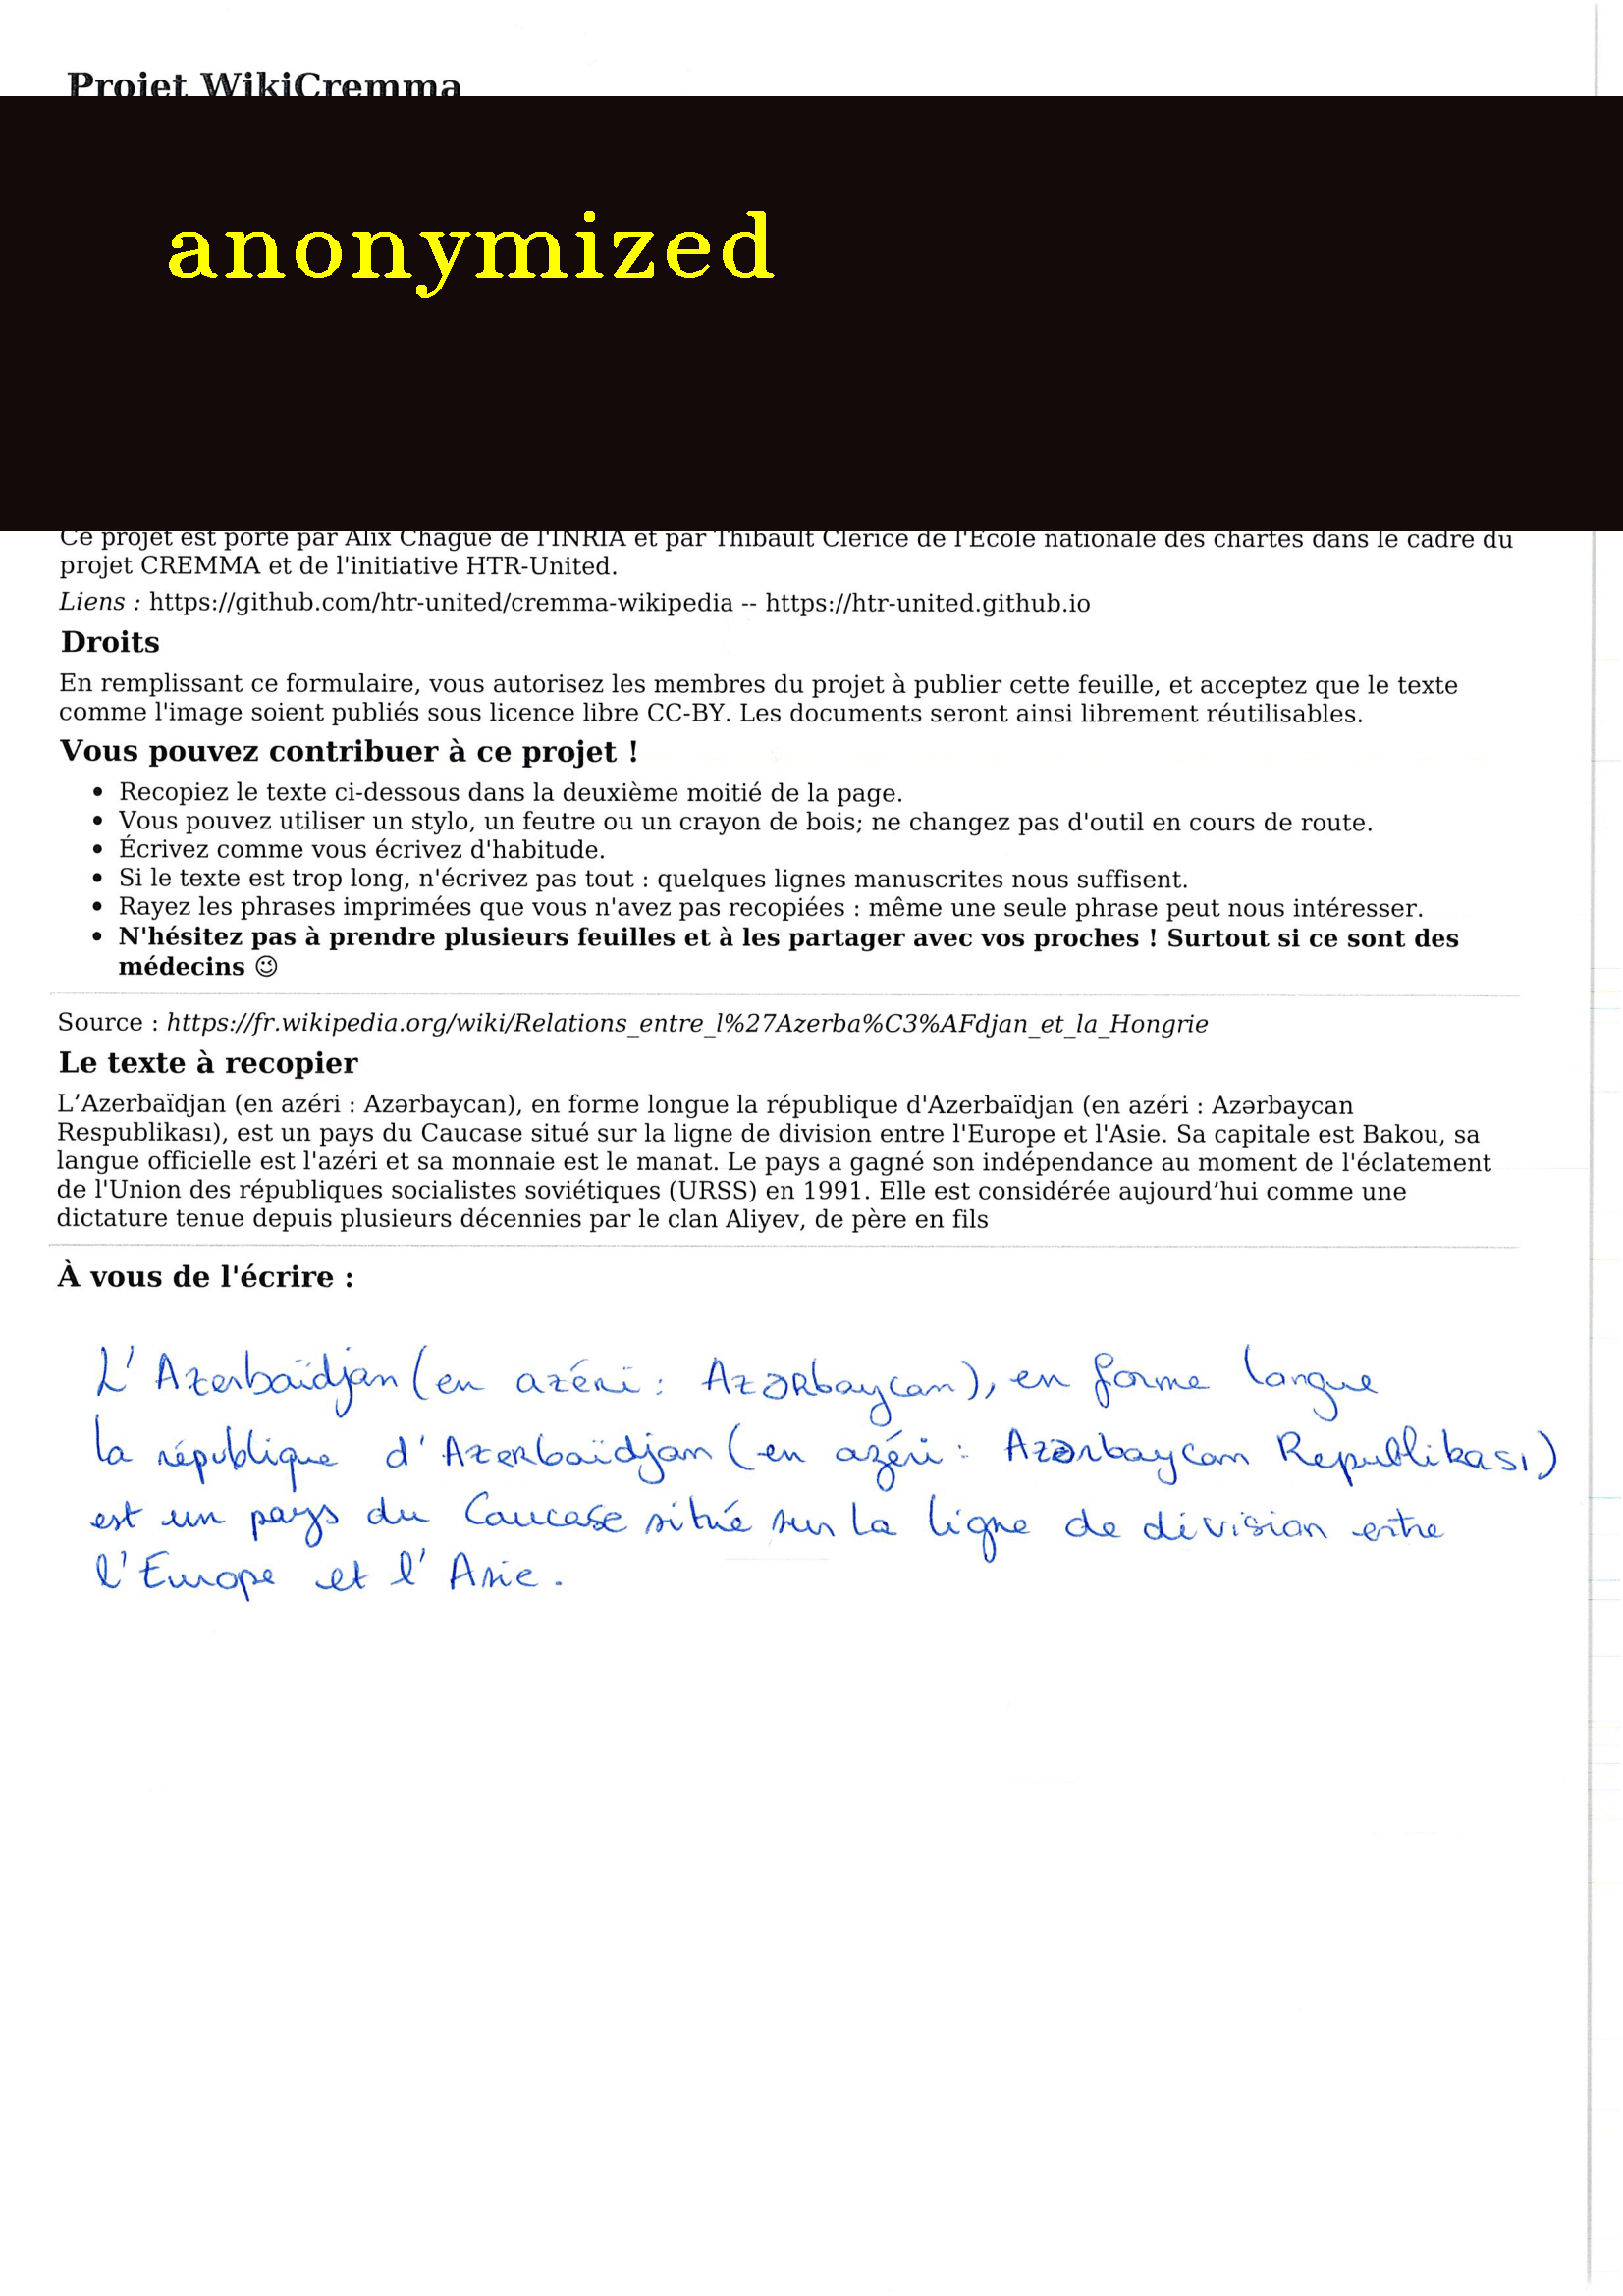 Projet WikiCremma
anonymized
Ce projet est porté par Alix Chagué de l'INRIA et par Thibault Clérice de l'École nationale des chartes dans le cadre du
projet CREMMA et de l'initiative HTR-United.
Liens : https://github.com/htr-united/cremma-wikipedia -- https://htr-united.github.io
Droits
En remplissant ce formulaire, vous autorisez les membres du projet à publier cette feuille, et acceptez que le texte
comme l'image soient publiés sous licence libre CC-BY. Les documents seront ainsi librement réutilisables.
Vous pouvez contribuer à ce projet !
• Recopiez le texte ci-dessous dans la deuxième moitié de la page.
• Vous pouvez utiliser un stylo, un feutre ou un crayon de bois; ne changez pas d'outil en cours de route.
• Écrivez comme vous écrivez d'habitude.
• Si le texte est trop long, n'écrivez pas tout : quelques lignes manuscrites nous suffisent.
• Rayez les phrases imprimées que vous n'avez pas recopiées : même une seule phrase peut nous intéresser.
• N'hésitez pas à prendre plusieurs feuilles et à les partager avec vos proches ! Surtout si ce sont des
médecins 😉
Source : https://fr.wikipedia.org/wiki/Relations_entre_l%27Azerba%C3%AFdjan_et_la_Hongrie
Le texte à recopier
L’Azerbaïdjan (en azéri : Azərbaycan), en forme longue la république d'Azerbaïdjan (en azéri : Azərbaycan
Respublikası), est un pays du Caucase situé sur la ligne de division entre l'Europe et l'Asie. Sa capitale est Bakou, sa
langue officielle est l'azéri et sa monnaie est le manat. Le pays a gagné son indépendance au moment de l'éclatement
de l'Union des républiques socialistes soviétiques (URSS) en 1991. Elle est considérée aujourd’hui comme une
dictature tenue depuis plusieurs décennies par le clan Aliyev, de père en fils
À vous de l'écrire :
L'Azerbaïdjan (en azéri : Azərbaycan), en forme langue
la république d'Azerbaïdjan (en azéri : Azərbaycan Republikası)
est un pays du Caucase situé sur la ligne de division entre
l'Europe et l'Asie.